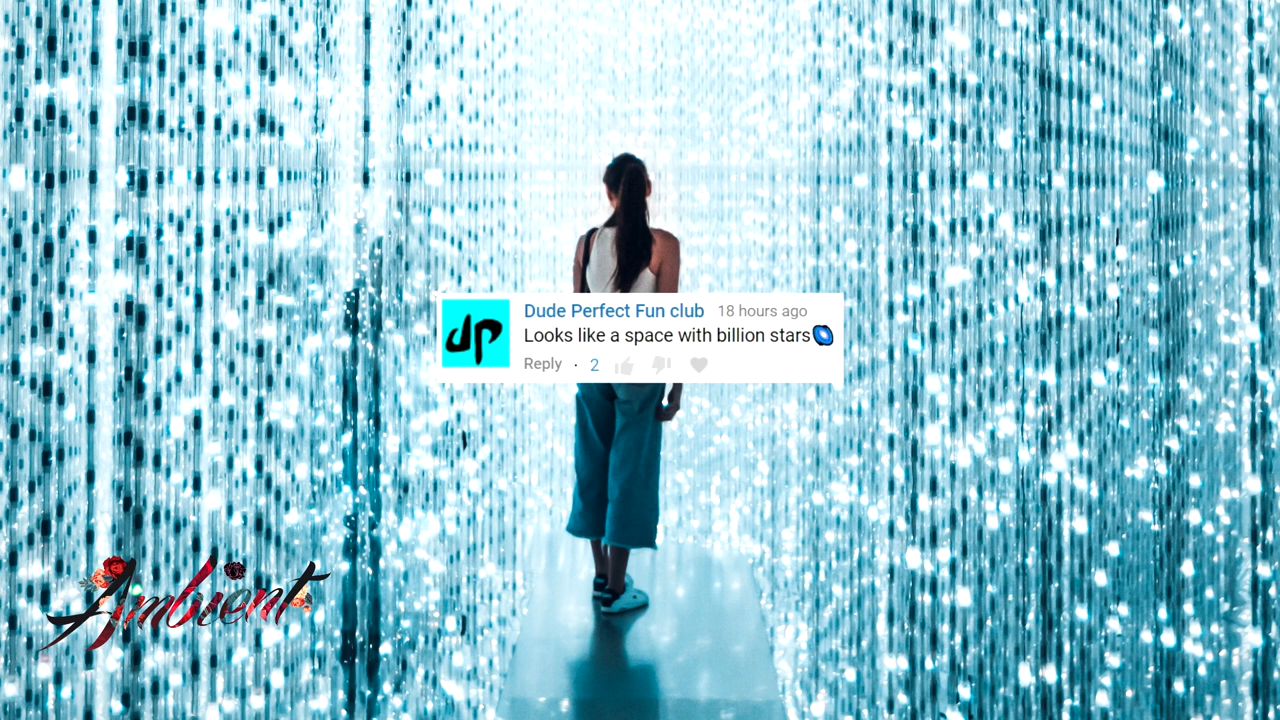 dp
Dude Perfect Fun club 18 hours ago
Looks like a space with billion stars
Reply · 2
Ambient